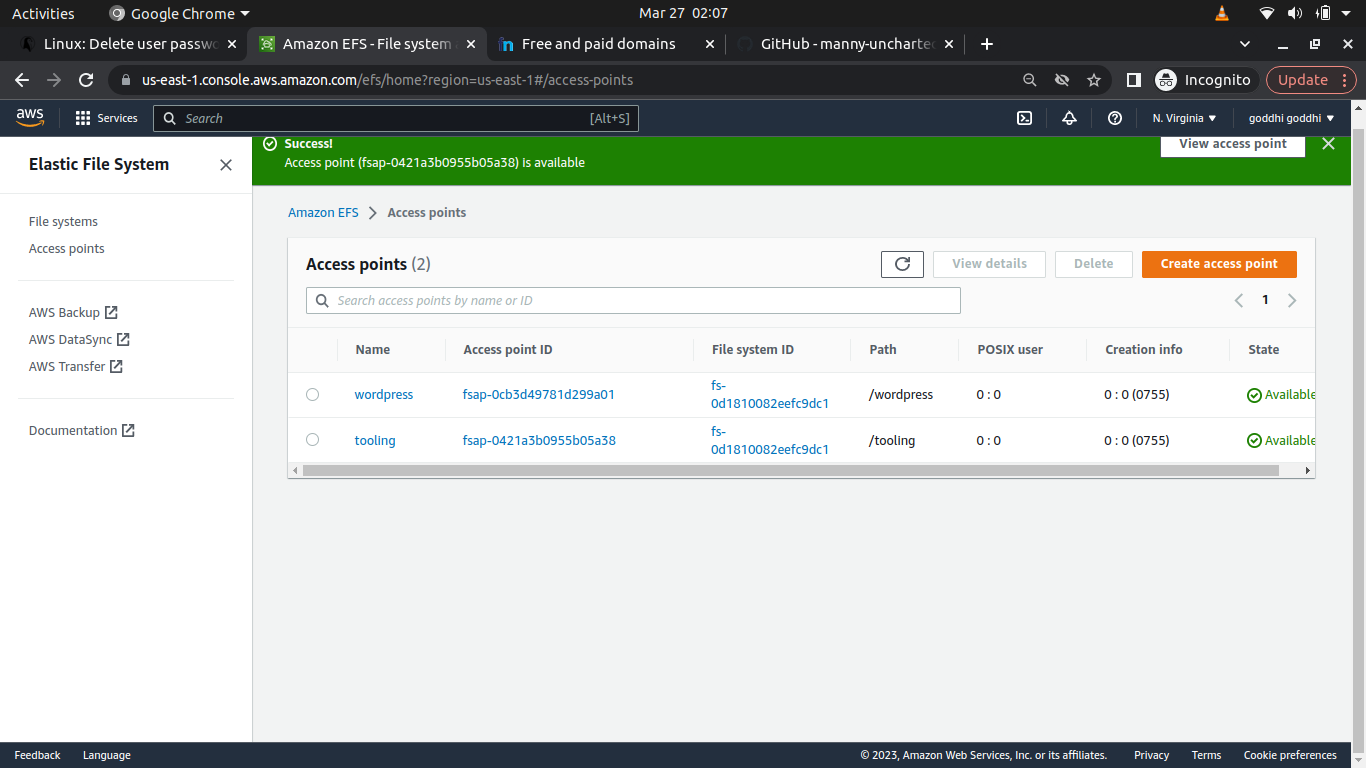 Activities Google Chrome Mar 27 02:07
Linux: Delete user passwo Amazon EFS - File system Free and paid domains GitHub - manny-uncharted
us-east-1.console.aws.amazon.com/efs/home?region=us-east-1#/access-points Incognito Update
aws Services Search [Alt+S] N. Virginia goddhi goddhi
Elastic File System
File systems
Access points
AWS Backup
AWS DataSync
AWS Transfer
Documentation
Success!
Access point (fsap-0421a3b0955b05a38) is available
View access point
Amazon EFS Access points
Access points (2) View details Delete Create access point
Search access points by name or ID 1
Name Access point ID File system ID Path POSIX user Creation info State
wordpress fsap-0cb3d49781d299a01 fs-0d1810082eefc9dc1 /wordpress 0 : 0 0 : 0 (0755) Available
tooling fsap-0421a3b0955b05a38 fs-0d1810082eefc9dc1 /tooling 0 : 0 0 : 0 (0755) Available
Feedback Language © 2023, Amazon Web Services, Inc. or its affiliates. Privacy Terms Cookie preferences